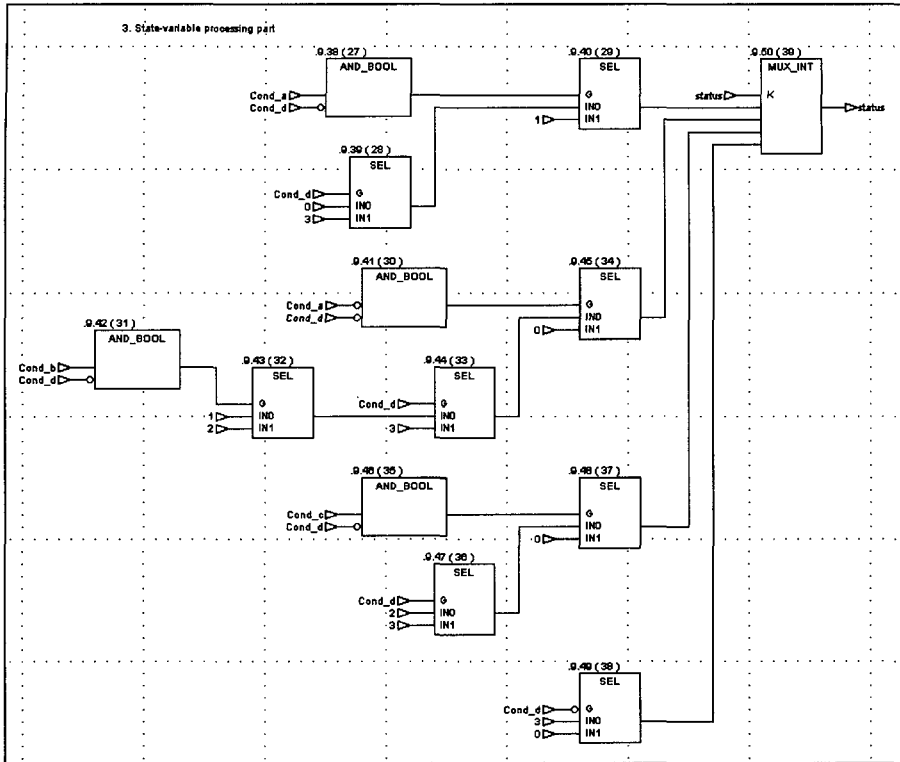 3. State-variable processing part
.9.38 (27)
AND_BOOL
Cond_a
Cond_d
.9.40 (29)
SEL
G
IN0
IN1
1
.9.50 (39)
MUX_INT
status
K
status
.9.39 (28)
SEL
Cond_d
G
0
IN0
3
IN1
.9.41 (30)
AND_BOOL
Cond_a
Cond_d
.9.45 (34)
SEL
G
IN0
0
IN1
.9.42 (31)
AND_BOOL
Cond_b
Cond_d
.9.43 (32)
SEL
G
1
IN0
2
IN1
.9.44 (33)
SEL
Cond_d
G
IN0
3
IN1
.9.46 (35)
AND_BOOL
Cond_c
Cond_d
.9.48 (37)
SEL
G
IN0
0
IN1
.9.47 (36)
SEL
Cond_d
G
2
IN0
3
IN1
.9.49 (38)
SEL
Cond_d
G
3
IN0
0
IN1